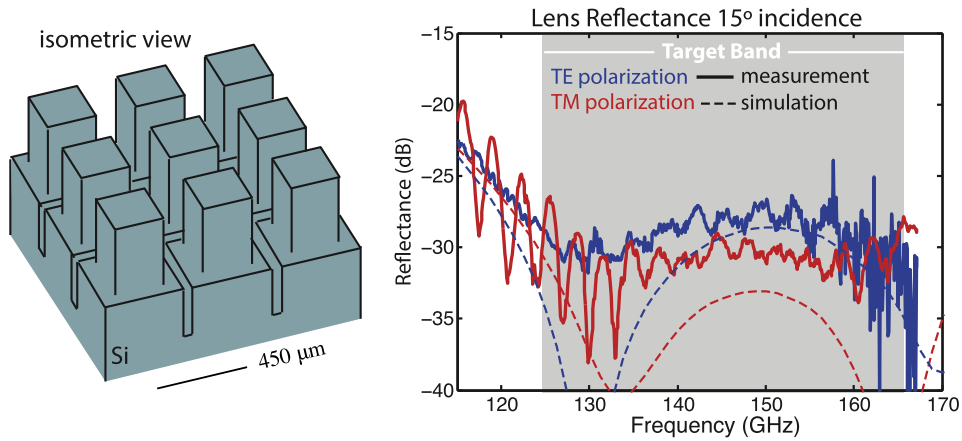 isometric view
Si
450 μm
Lens Reflectance 15º incidence
Target Band
TE polarization measurement
TM polarization simulation
Reflectance (dB)
−15
−20
−25
−30
−35
−40
120 130 140 150 160 170
Frequency (GHz)